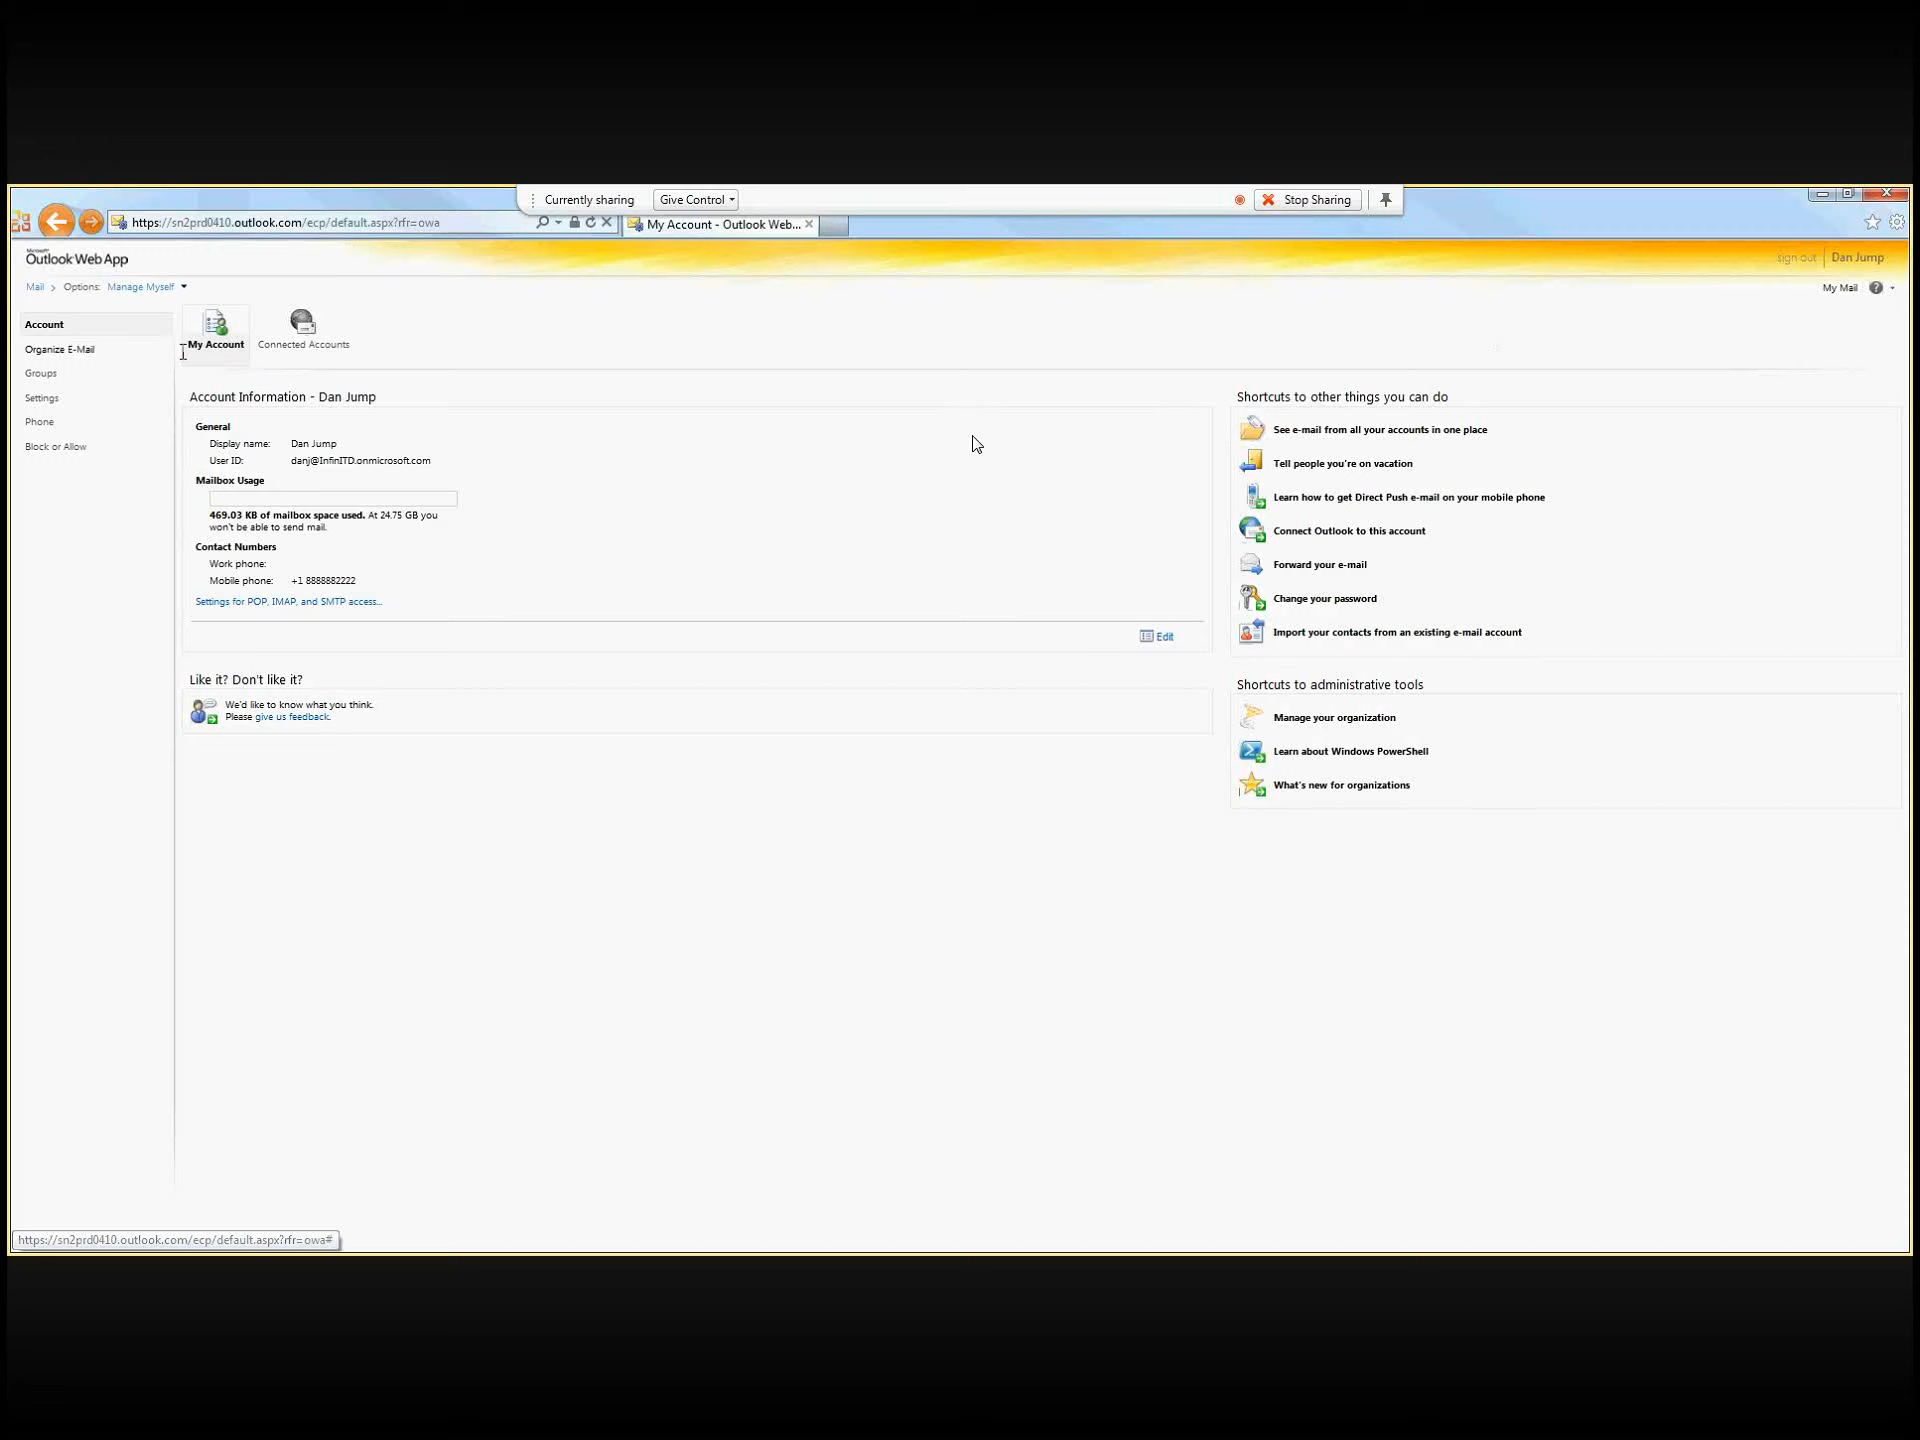 Currently sharing
Give Control
Stop Sharing
https://sn2prd0410.outlook.com/ecp/default.aspx?rfr=owa
My Account - Outlook Web...
Microsoft
Outlook Web App
sign out
Dan Jump
Mail > Options: Manage Myself
My Mail
Account
Organize E-Mail
Groups
Settings
Phone
Block or Allow
My Account
Connected Accounts
Account Information - Dan Jump
General
Display name: Dan Jump
User ID: danj@InfinITD.onmicrosoft.com
Mailbox Usage
469.03 KB of mailbox space used. At 24.75 GB you
won't be able to send mail.
Contact Numbers
Work phone:
Mobile phone: +1 8888882222
Settings for POP, IMAP, and SMTP access...
Edit
Like it? Don't like it?
We'd like to know what you think.
Please give us feedback.
Shortcuts to other things you can do
See e-mail from all your accounts in one place
Tell people you're on vacation
Learn how to get Direct Push e-mail on your mobile phone
Connect Outlook to this account
Forward your e-mail
Change your password
Import your contacts from an existing e-mail account
Shortcuts to administrative tools
Manage your organization
Learn about Windows PowerShell
What's new for organizations
https://sn2prd0410.outlook.com/ecp/default.aspx?rfr=owa#